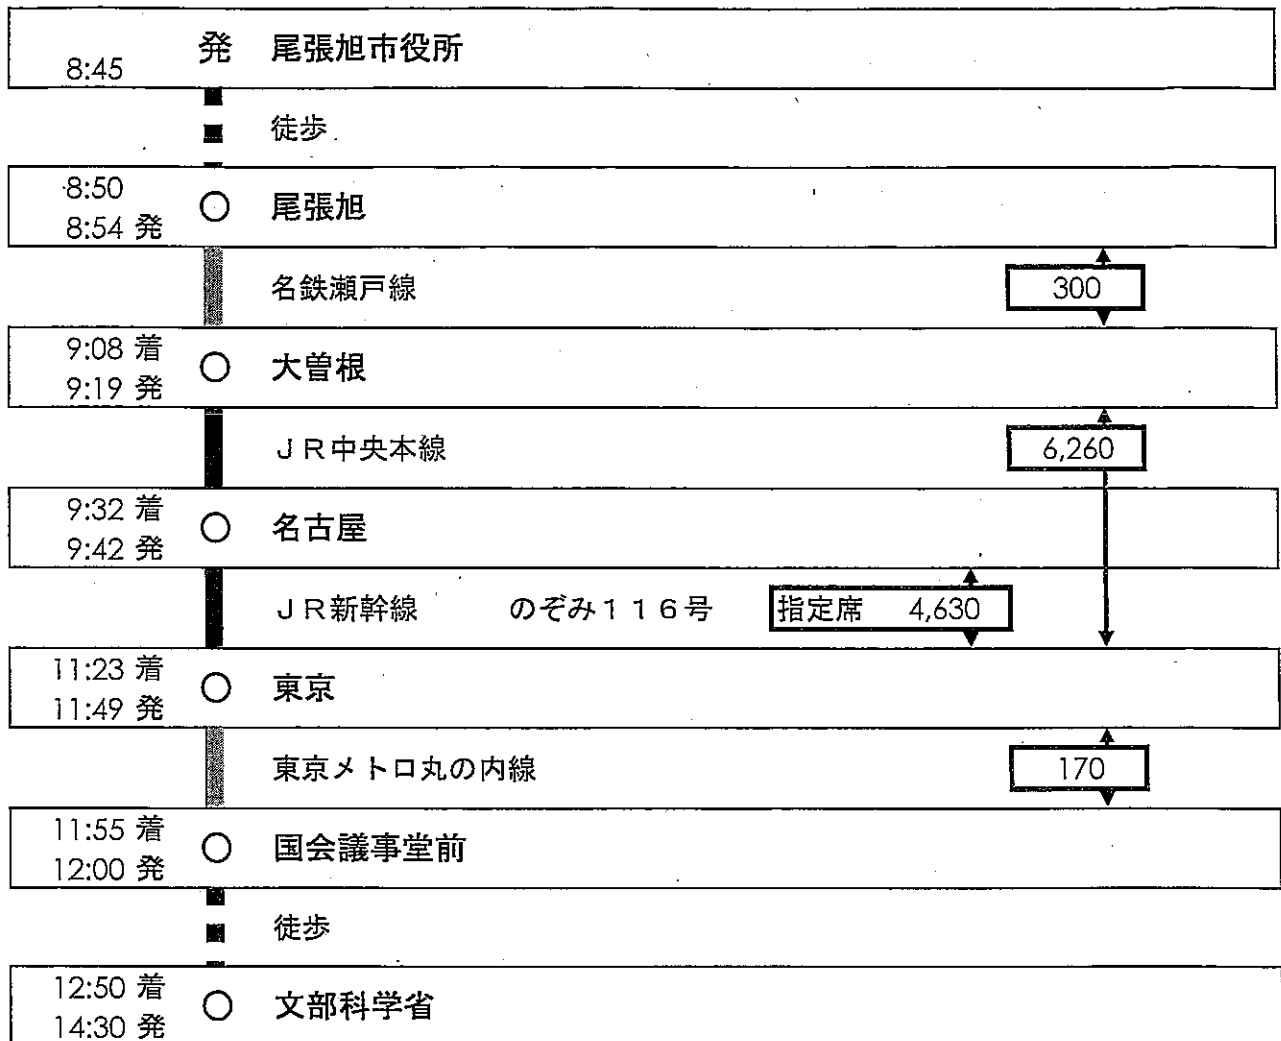 8:45 発 尾張旭市役所
徒歩
8:50
8:54 発 ○ 尾張旭
名鉄瀬戸線 300
9:08 着
9:19 発 ○ 大曽根
JR中央本線 6,260
9:32 着
9:42 発 ○ 名古屋
JR新幹線 のぞみ116号 指定席 4,630
11:23 着
11:49 発 ○ 東京
東京メトロ丸の内線 170
11:55 着
12:00 発 ○ 国会議事堂前
徒歩
12:50 着
14:30 発 ○ 文部科学省